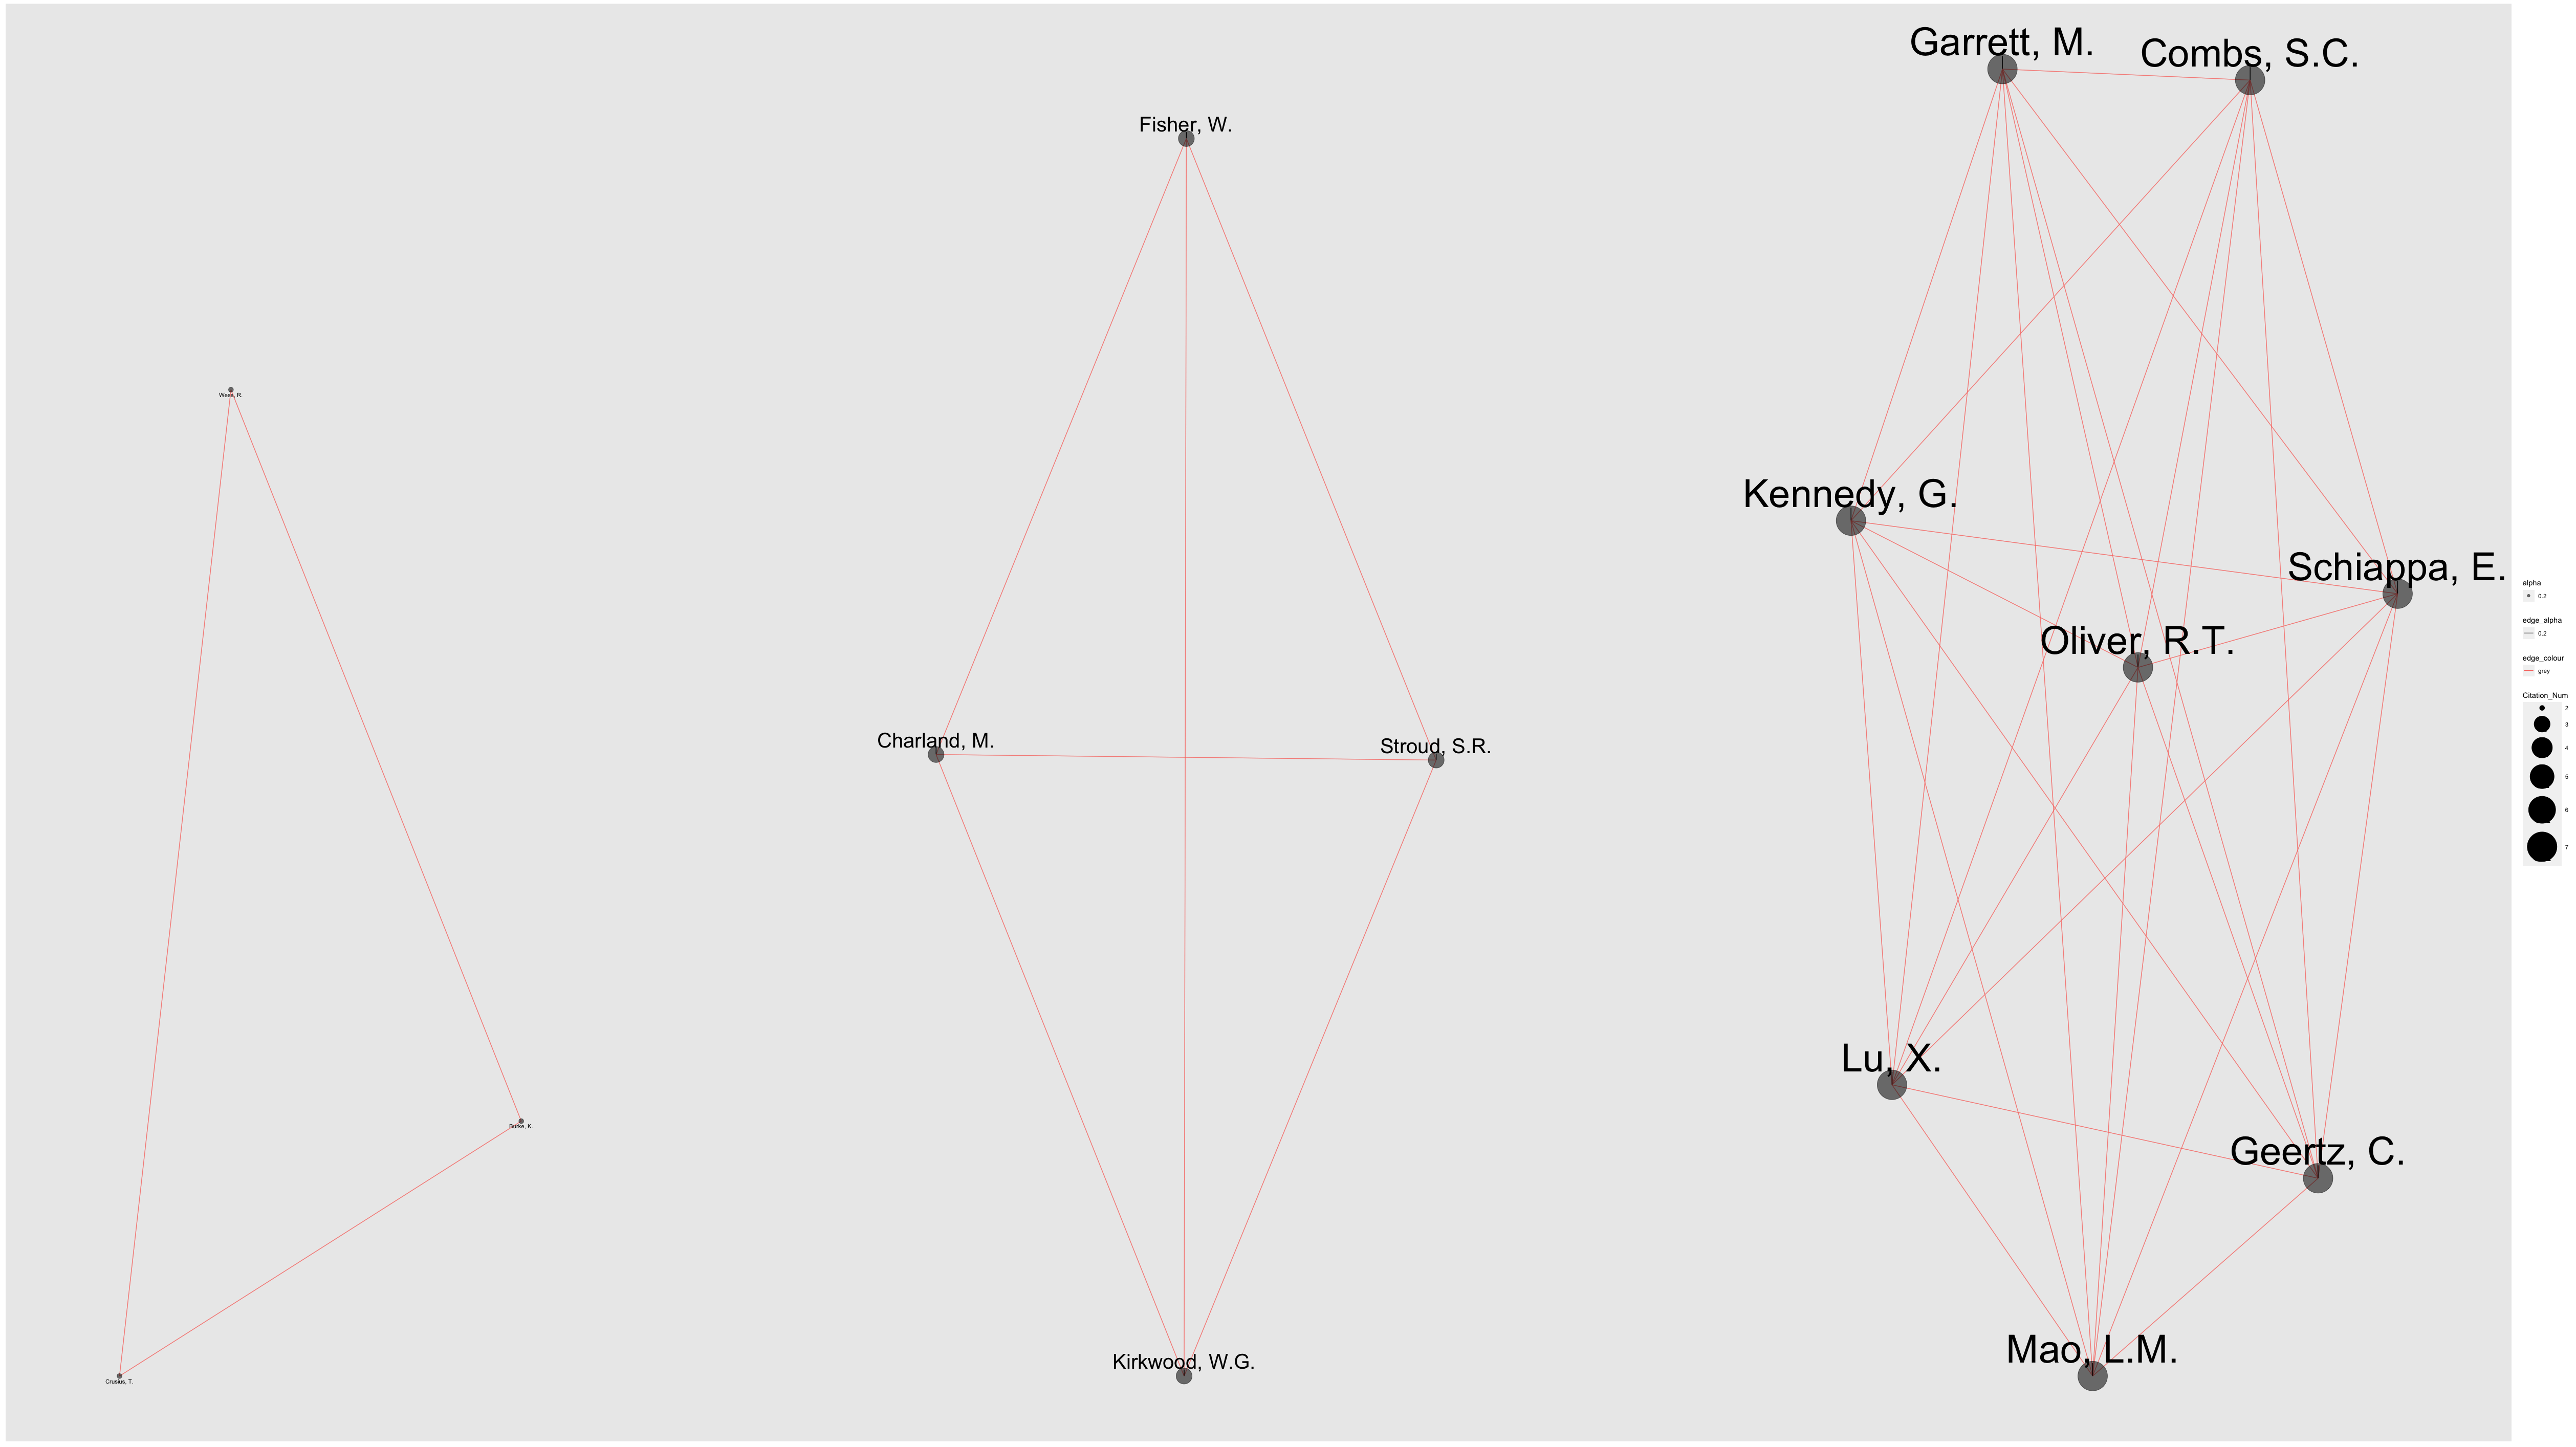 Garrett, M.
Combs, S.C.
Fisher, W.
Wess, R.
Kennedy, G.
Schiappa, E.
Oliver, R.T.
Charland, M.
Stroud, S.R.
Lu, X.
Burke, K.
Geertz, C.
Kirkwood, W.G.
Mao, L.M.
Crusius, T.
alpha
0.2
edge_alpha
0.2
edge_colour
grey
Citation_Num
2
3
4
5
6
7